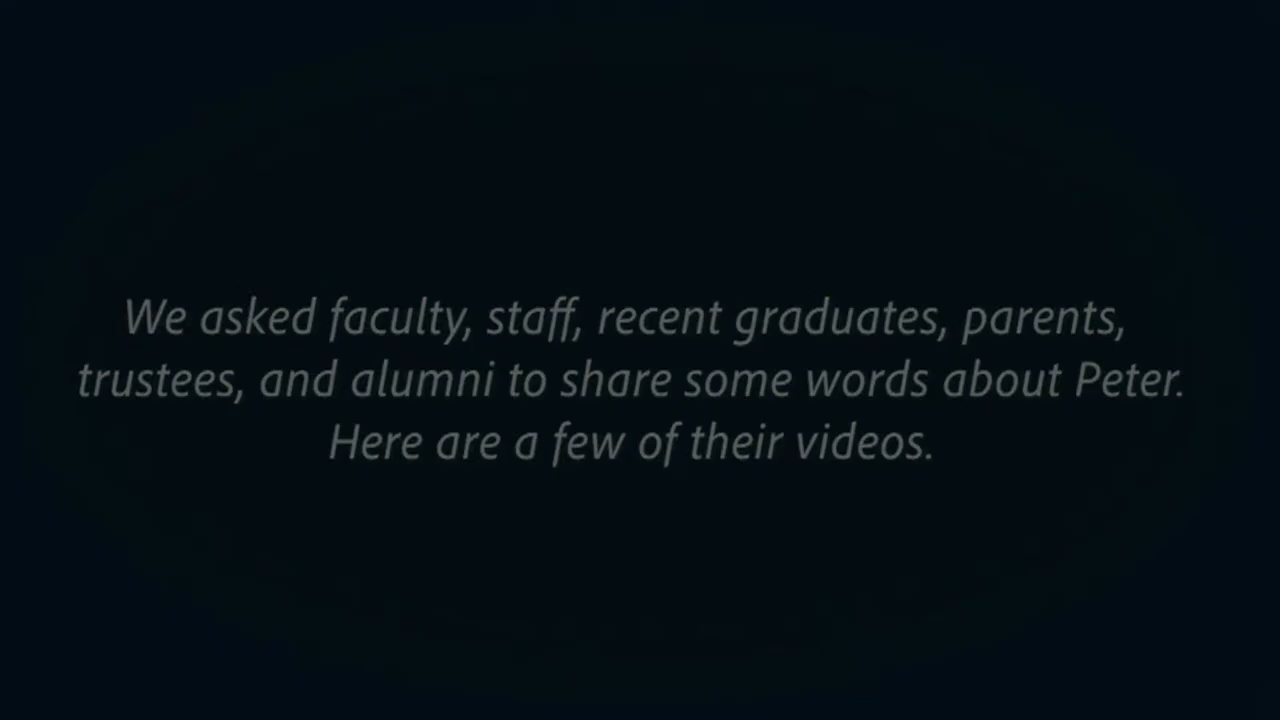 We asked faculty, staff, recent graduates, parents,
trustees, and alumni to share some words about Peter.
Here are a few of their videos.